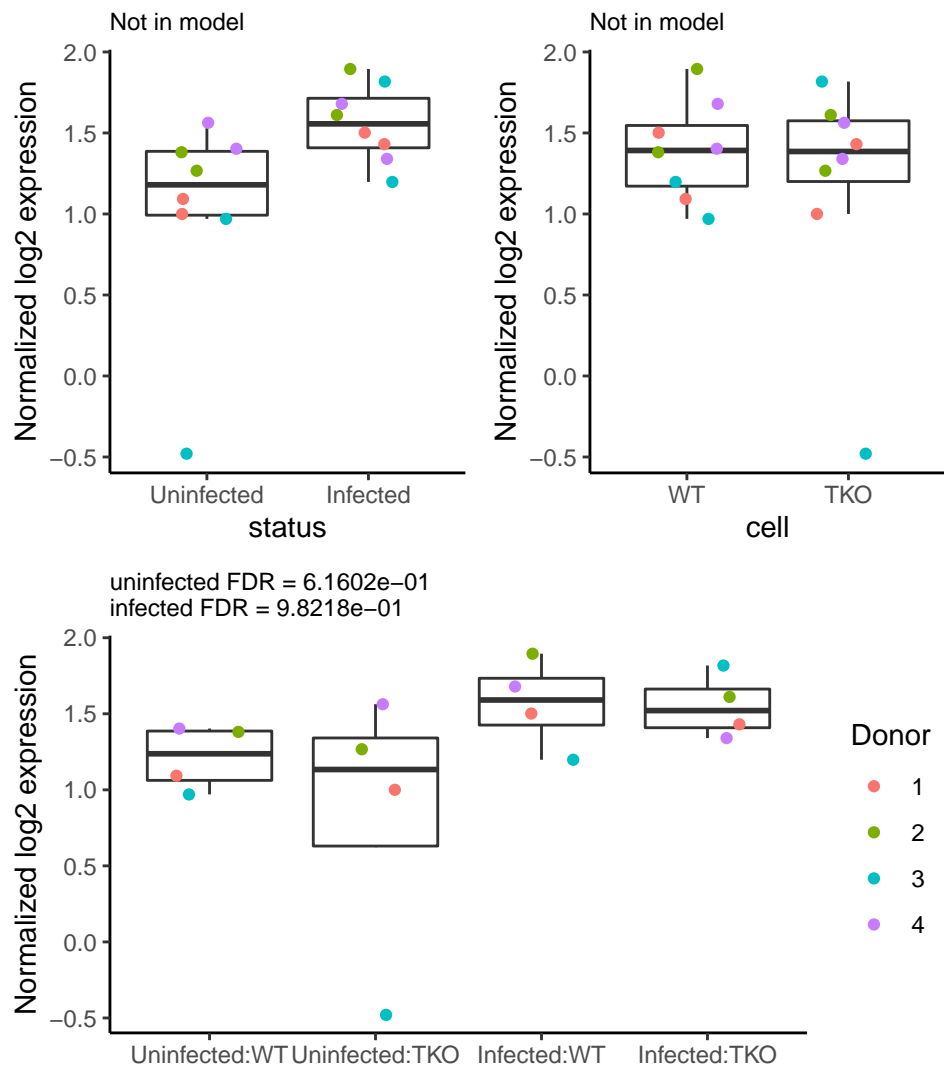 Not in model
Normalized log2 expression
2.0
1.5
1.0
0.5
0.0
−0.5
Uninfected Infected
status
Not in model
Normalized log2 expression
2.0
1.5
1.0
0.5
0.0
−0.5
WT TKO
cell
uninfected FDR = 6.1602e−01
infected FDR = 9.8218e−01
Normalized log2 expression
2.0
1.5
1.0
0.5
0.0
−0.5
Uninfected:WT Uninfected:TKO Infected:WT Infected:TKO
Donor
1
2
3
4